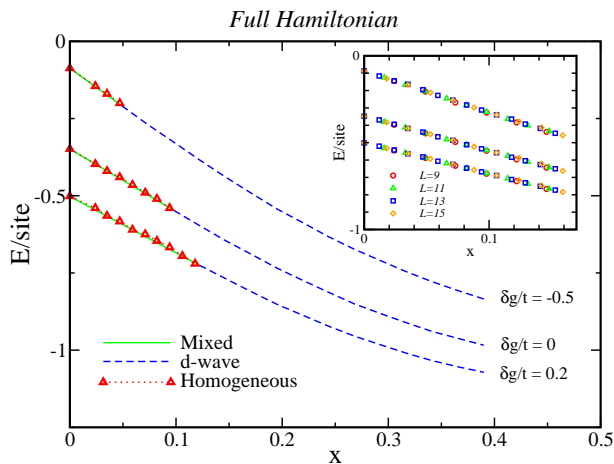 Full Hamiltonian
0
-0.5
-1
E/site
0
0.1
0.2
0.3
0.4
0.5
x
δg/t = -0.5
δg/t = 0
δg/t = 0.2
Mixed
d-wave
Homogeneous
0
-1
E/site
0
0.1
x
L=9
L=11
L=13
L=15